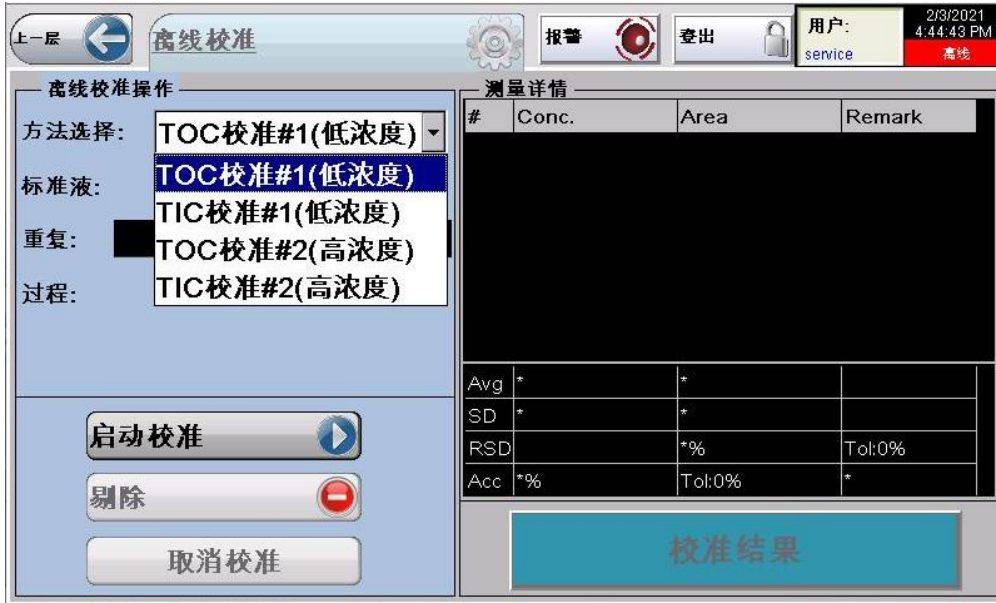 上一层
离线校准
报警
登出
用户:
service
2/3/2021
4:44:43 PM
离线
离线校准操作
方法选择: TOC校准#1(低浓度)
TOC校准#1(低浓度)
标准液:
TIC校准#1(低浓度)
重复:
TOC校准#2(高浓度)
过程:
TIC校准#2(高浓度)
启动校准
剔除
取消校准
测量详情
# Conc. Area Remark
Avg * *
SD * *
RSD *% Tol:0%
Acc *% Tol:0% *
校准结果